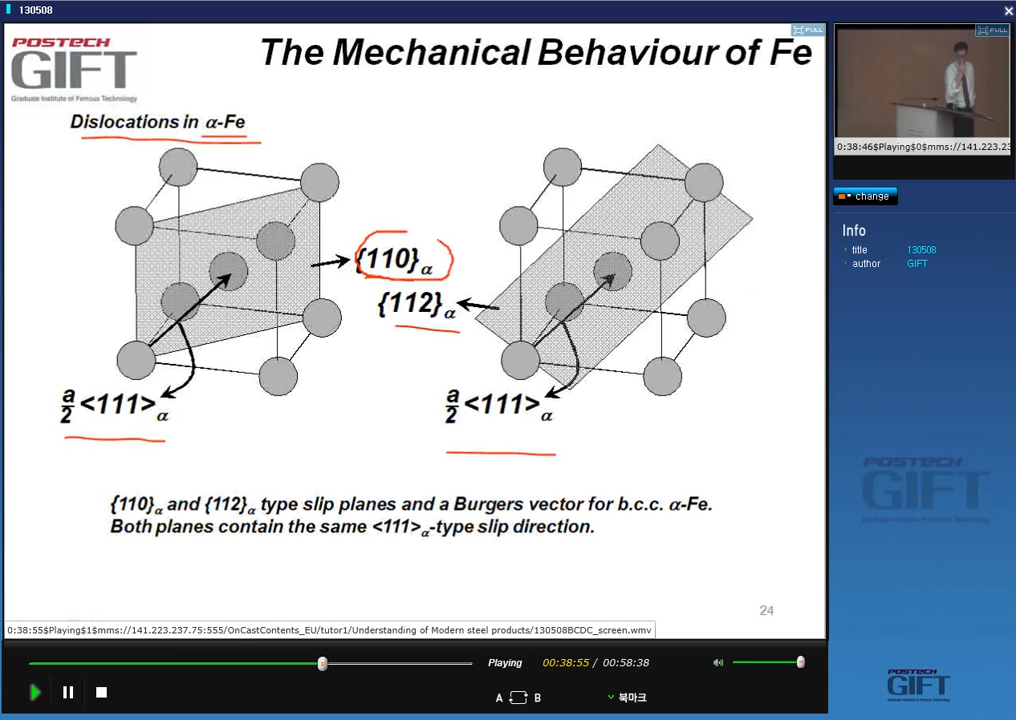 130508
FULL
POSTECH
GIFT
Graduate Institute of Ferrous Technology
The Mechanical Behaviour of Fe
Dislocations in α-Fe
{110}α
{112}α
a/2 <111>α
a/2 <111>α
{110}α and {112}α type slip planes and a Burgers vector for b.c.c. α-Fe.
Both planes contain the same <111>α-type slip direction.
24
0:38:55$Playing$1$mms://141.223.237.75:555/OnCastContents_EU/tutor1/Understanding of Modern steel products/130508BCDC_screen.wmv
Playing
00:38:55 / 00:58:38
A B
북마크
FULL
0:38:46$Playing$0$mms://141.223.23
change
Info
title 130508
author GIFT
POSTECH
GIFT
POSTECH
GIFT